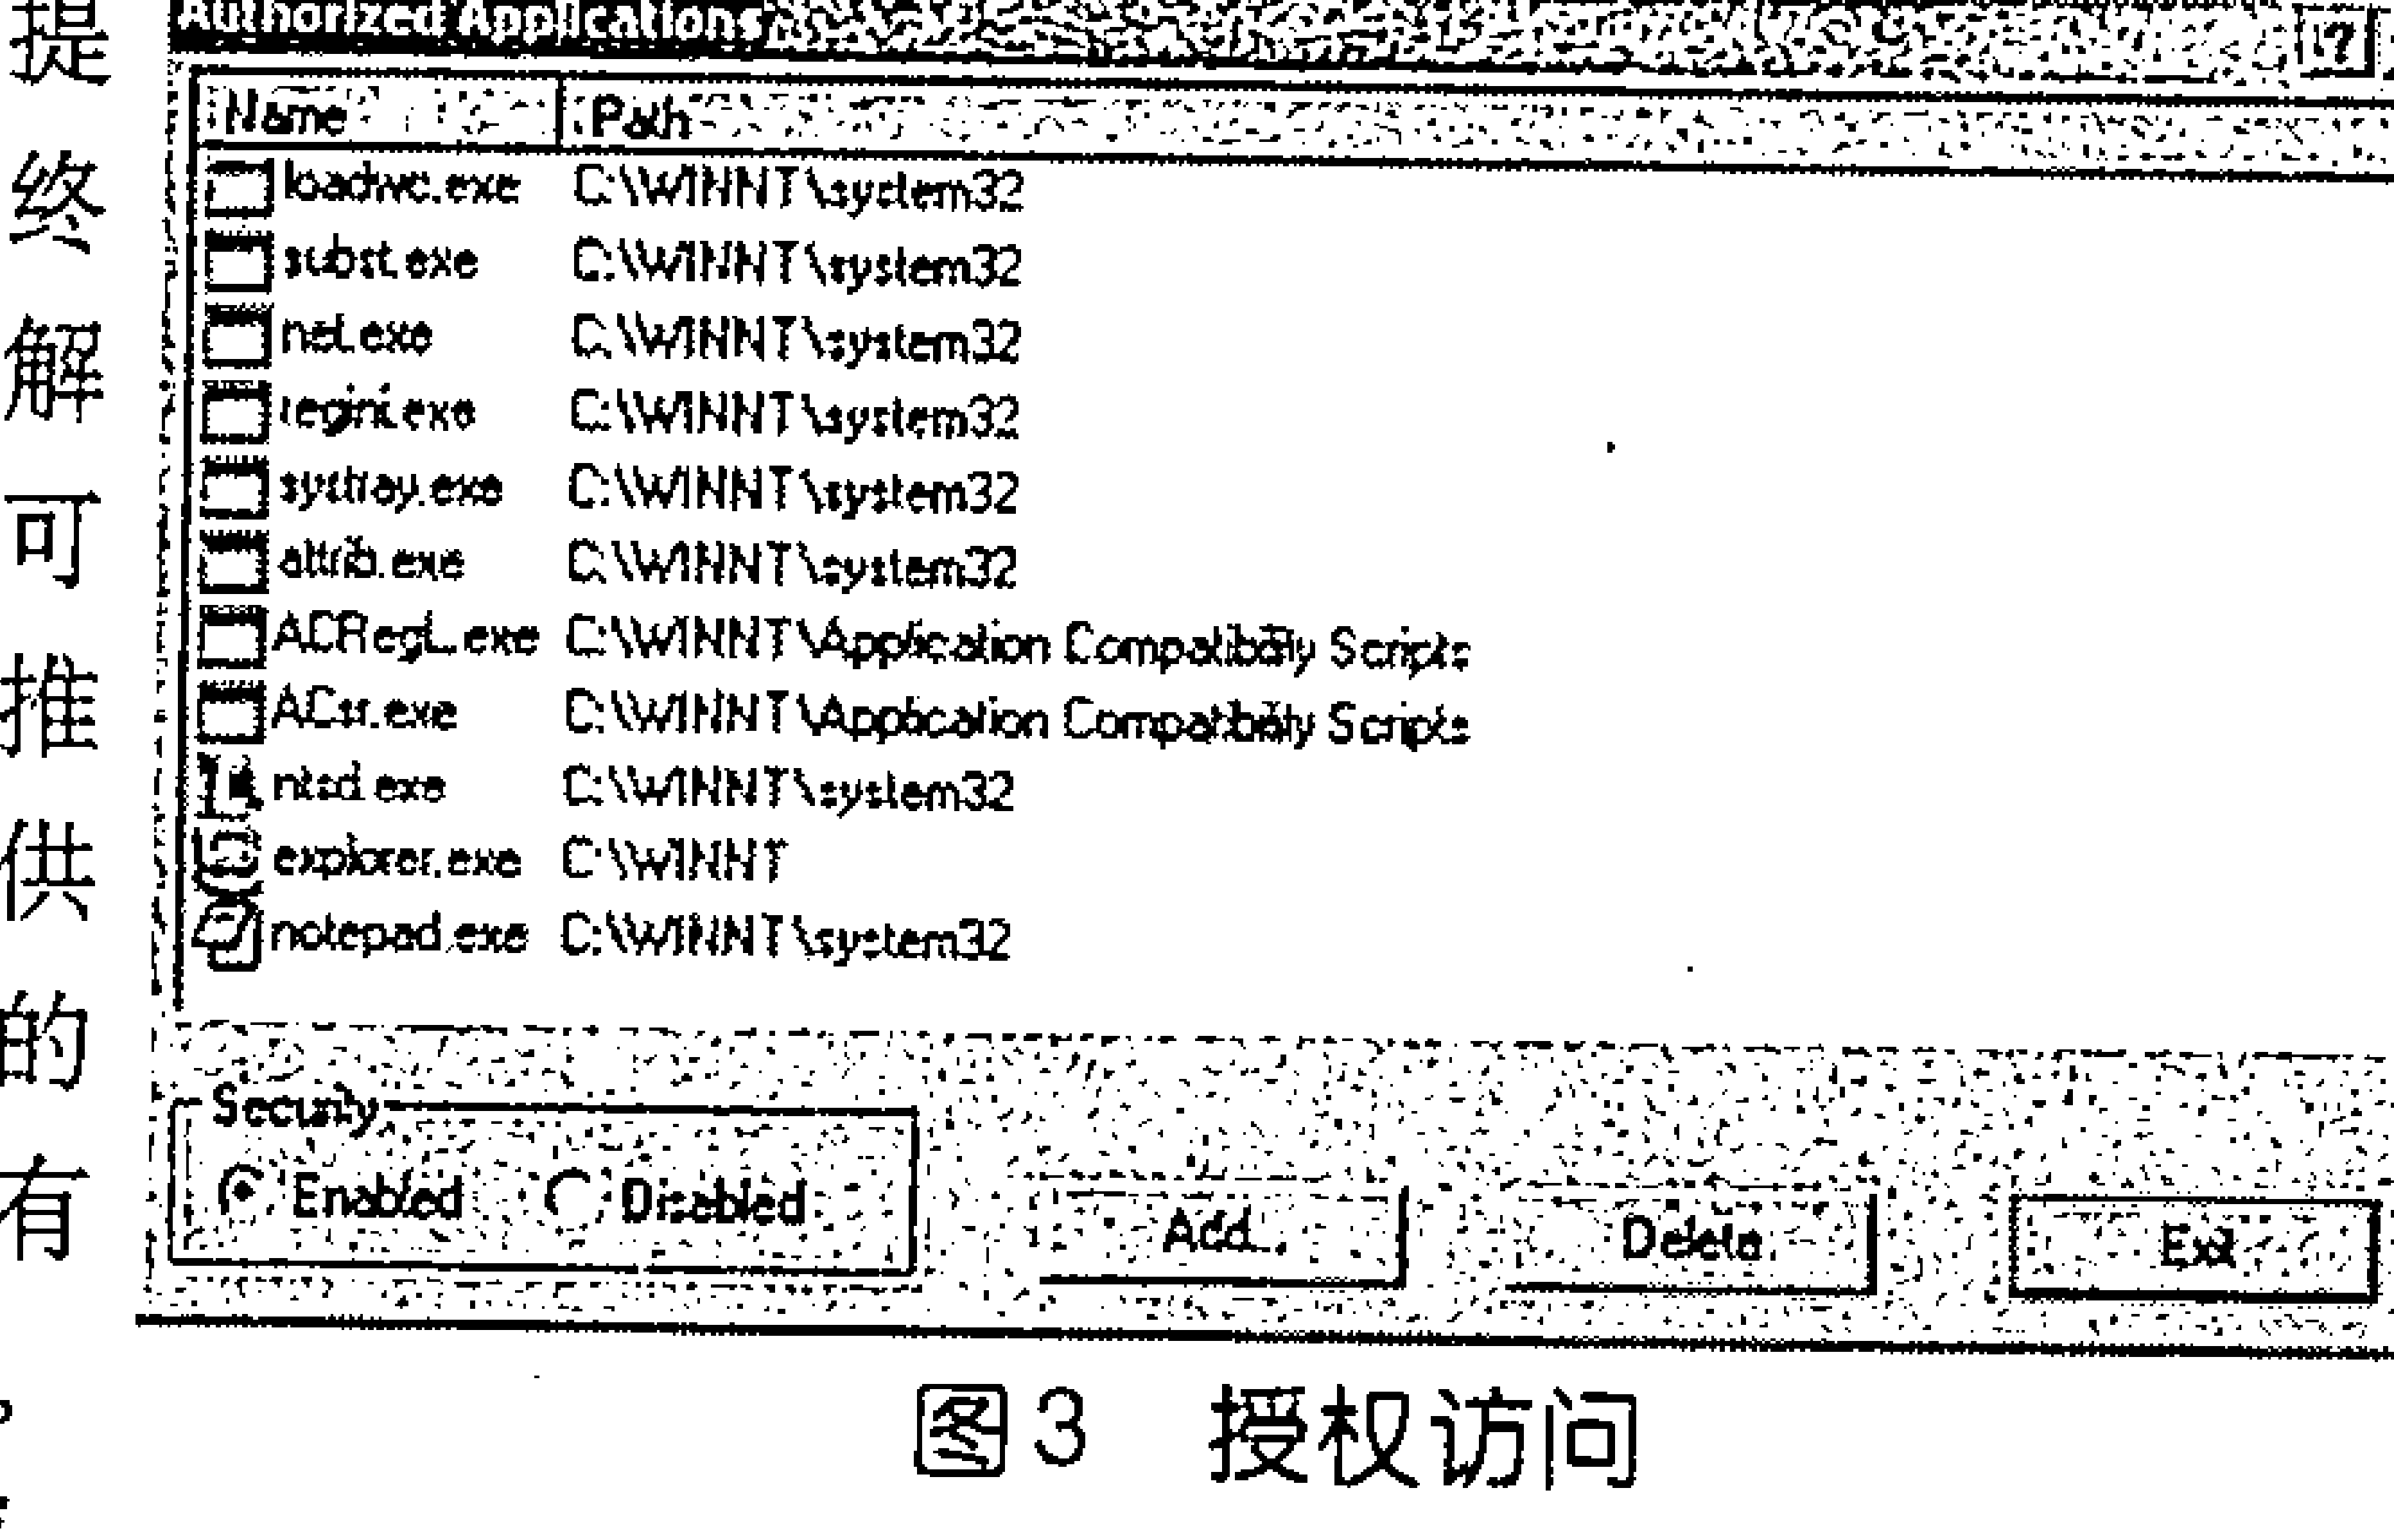 提
终
解
可
推
供
的
有
Authorized Applications
Name Path
loadwc.exe C:\WINNT\system32
subst.exe C:\WINNT\system32
net.exe C:\WINNT\system32
regini.exe C:\WINNT\system32
systray.exe C:\WINNT\system32
attrib.exe C:\WINNT\system32
ACRegL.exe C:\WINNT\Application Compatibility Scripts
ACsr.exe C:\WINNT\Application Compatibility Scripts
ntsd.exe C:\WINNT\system32
explorer.exe C:\WINNT
notepad.exe C:\WINNT\system32
Security
Enabled Disabled Add... Delete Exit
图3 授权访问